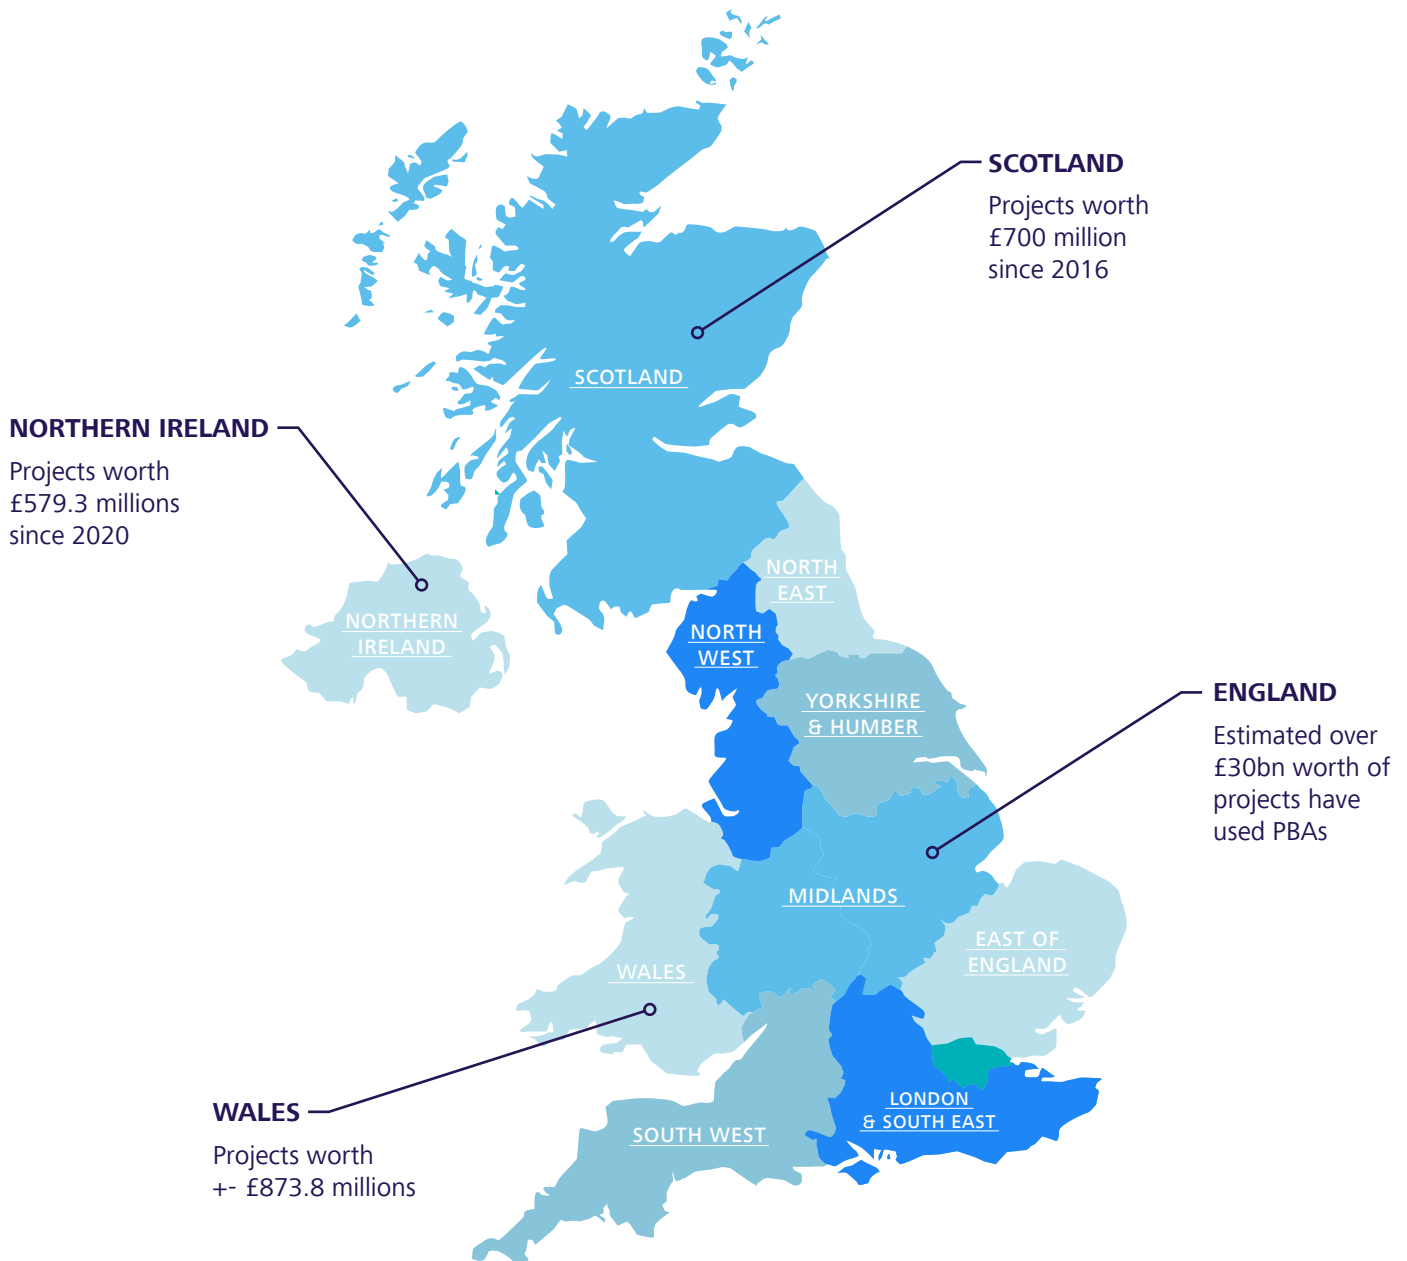 SCOTLAND
Projects worth
£700 million
since 2016
SCOTLAND
NORTHERN IRELAND
Projects worth
£579.3 millions
since 2020
NORTH
EAST
NORTHERN
IRELAND
NORTH
WEST
ENGLAND
Estimated over
£30bn worth of
projects have
used PBAs
YORKSHIRE
& HUMBER
MIDLANDS
EAST OF
ENGLAND
WALES
WALES
Projects worth
+- £873.8 millions
LONDON
& SOUTH EAST
SOUTH WEST